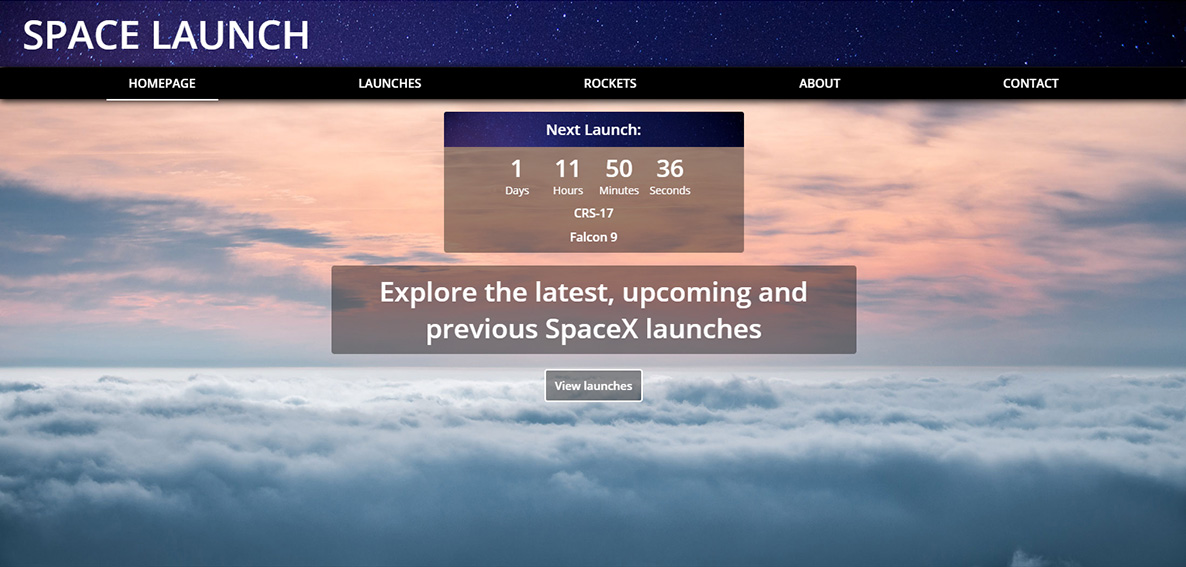 SPACE LAUNCH
HOMEPAGE LAUNCHES ROCKETS ABOUT CONTACT
Next Launch:
1 11 50 36
Days Hours Minutes Seconds
CRS-17
Falcon 9
Explore the latest, upcoming and
previous SpaceX launches
View launches